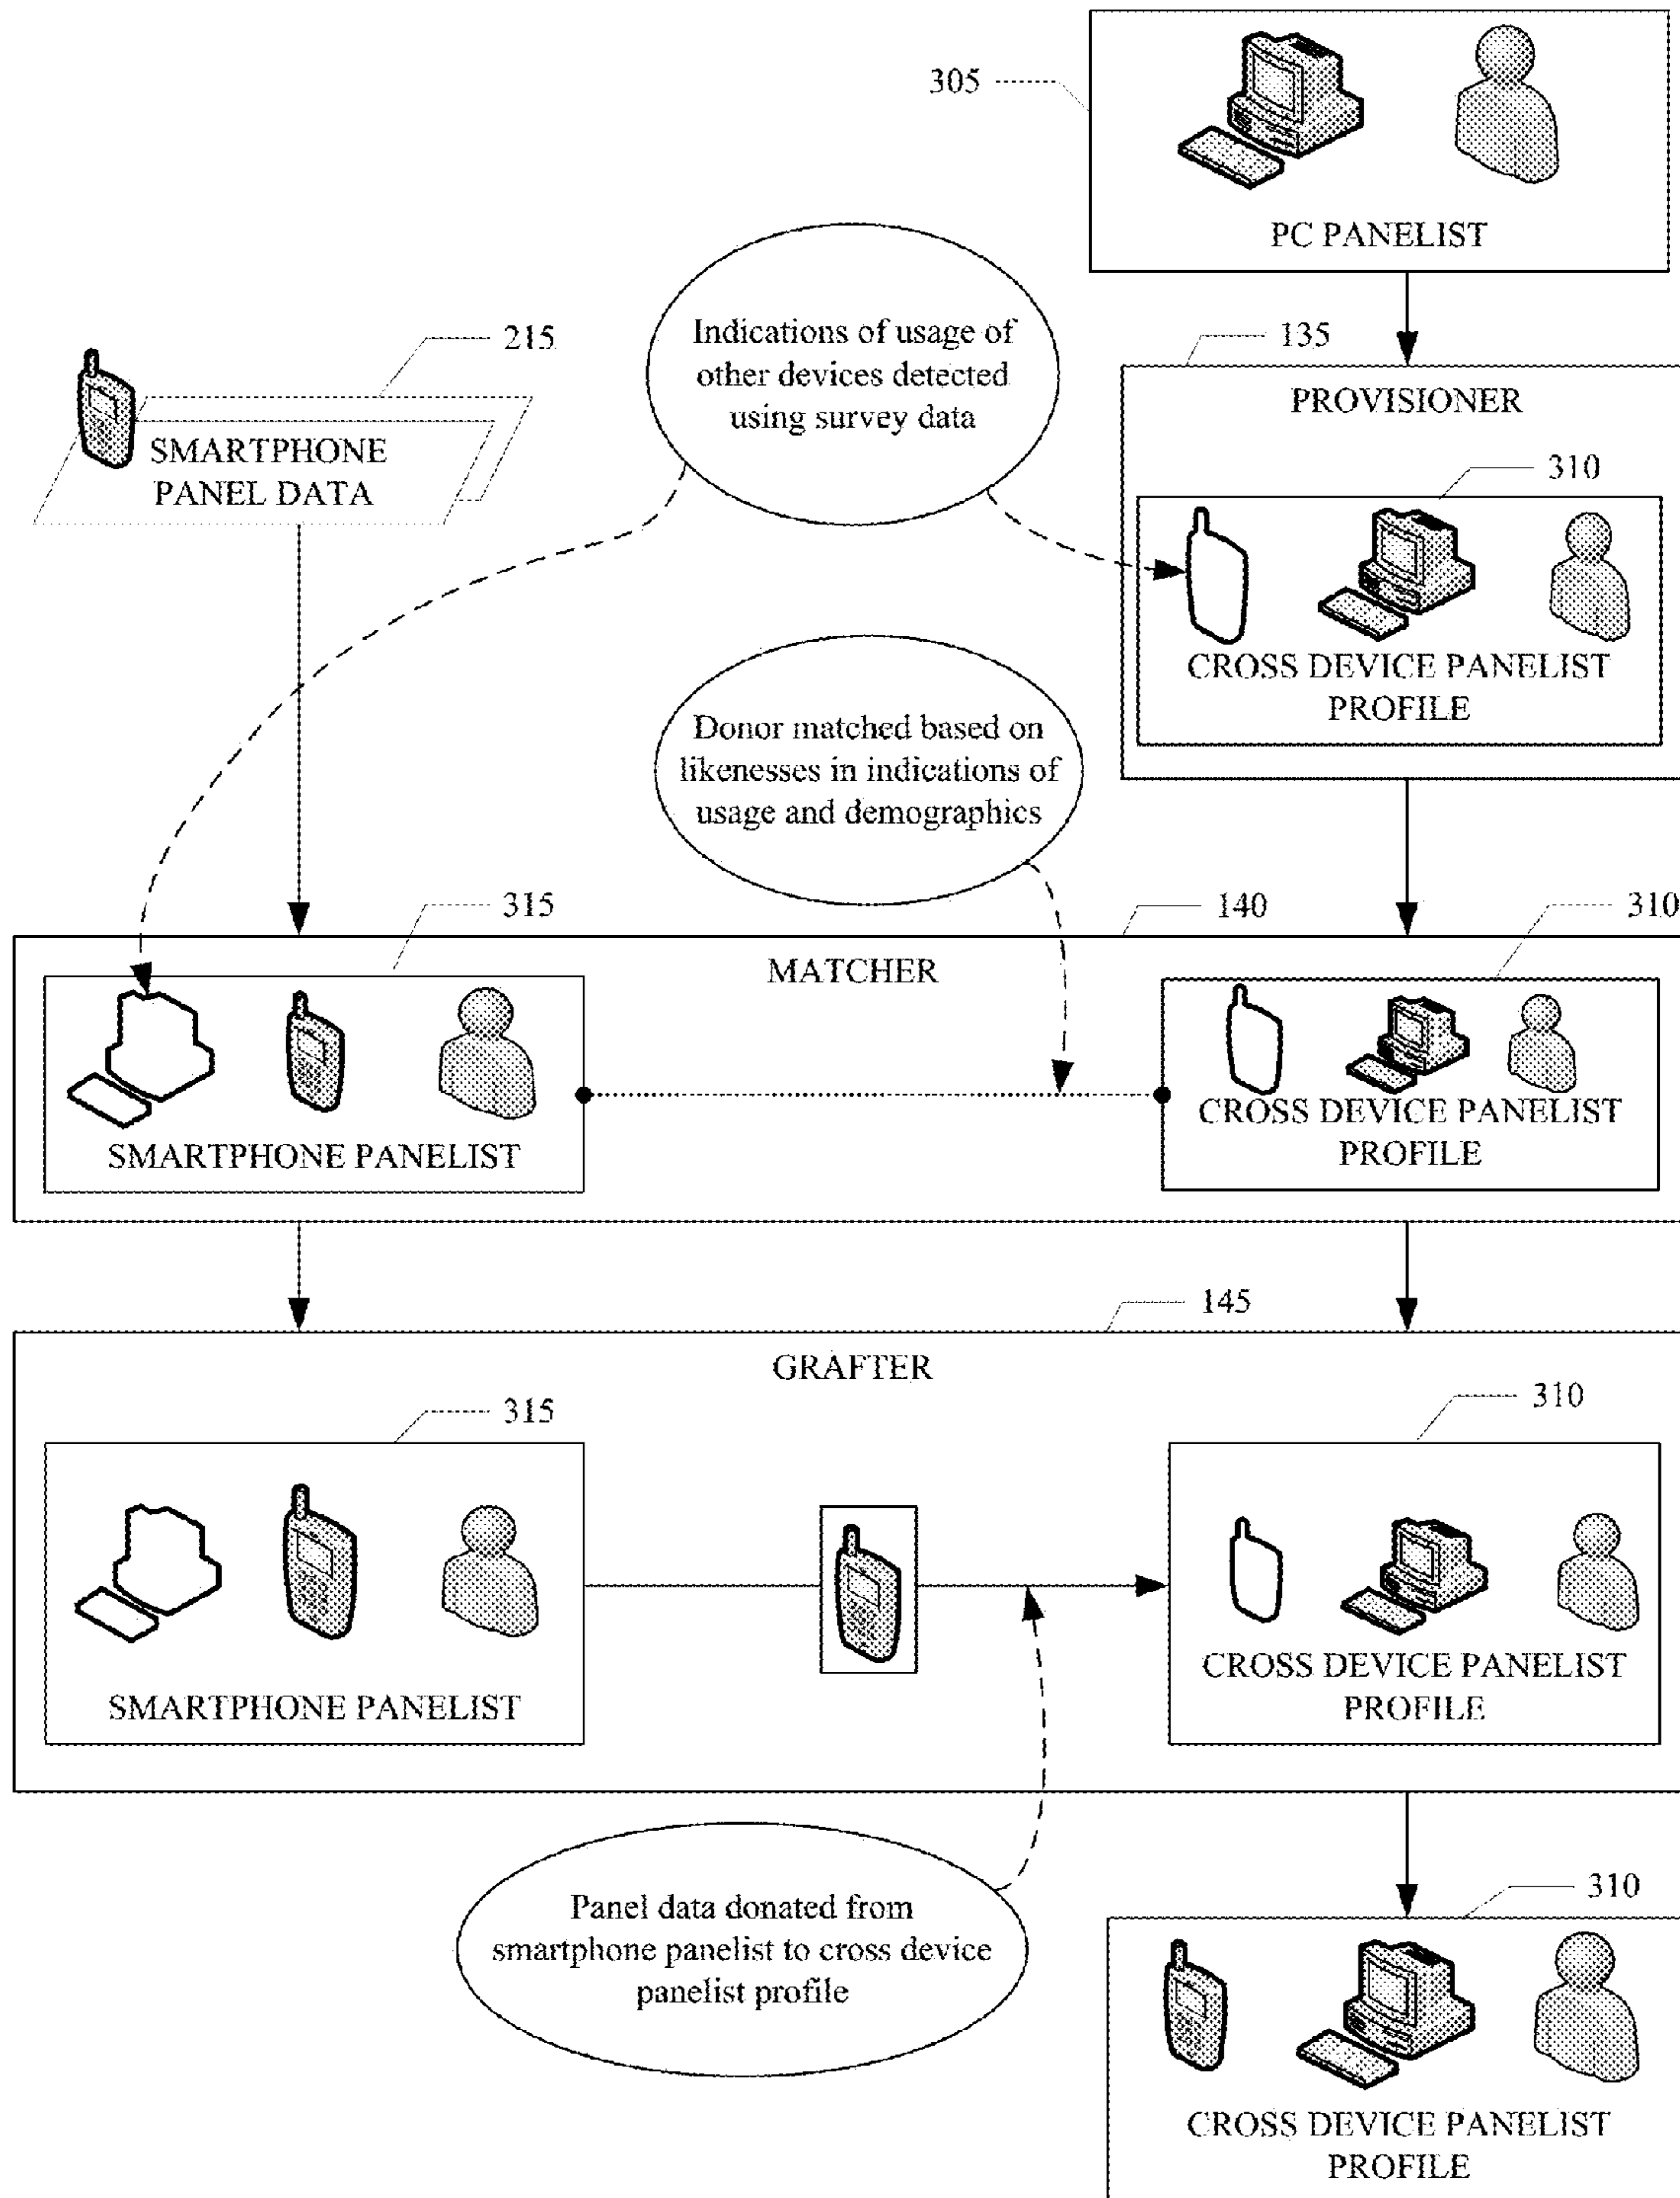 305
PC PANELIST
215
SMARTPHONE
PANEL DATA
Indications of usage of
other devices detected
using survey data
135
PROVISIONER
310
CROSS DEVICE PANELIST
PROFILE
Donor matched based on
likenesses in indications of
usage and demographics
315
140
310
MATCHER
SMARTPHONE PANELIST
CROSS DEVICE PANELIST
PROFILE
145
GRAFTER
315
310
SMARTPHONE PANELIST
CROSS DEVICE PANELIST
PROFILE
Panel data donated from
smartphone panelist to cross device
panelist profile
310
CROSS DEVICE PANELIST
PROFILE